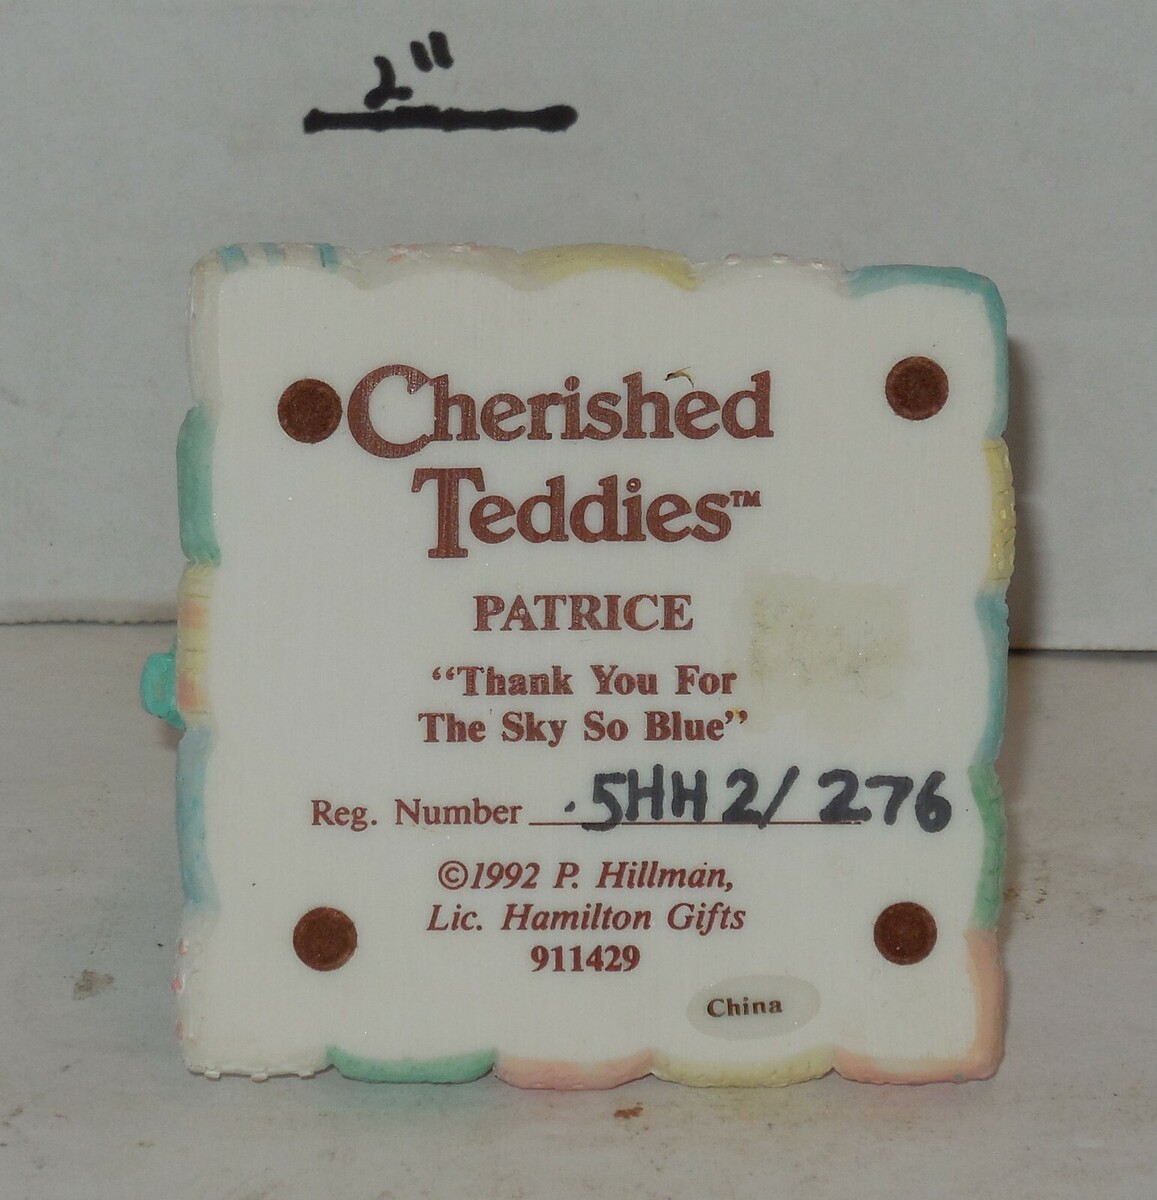 2"
Cherished
Teddies™
PATRICE
“Thank You For
The Sky So Blue”
Reg. Number .5HH2/276
©1992 P. Hillman,
Lic. Hamilton Gifts
911429
China